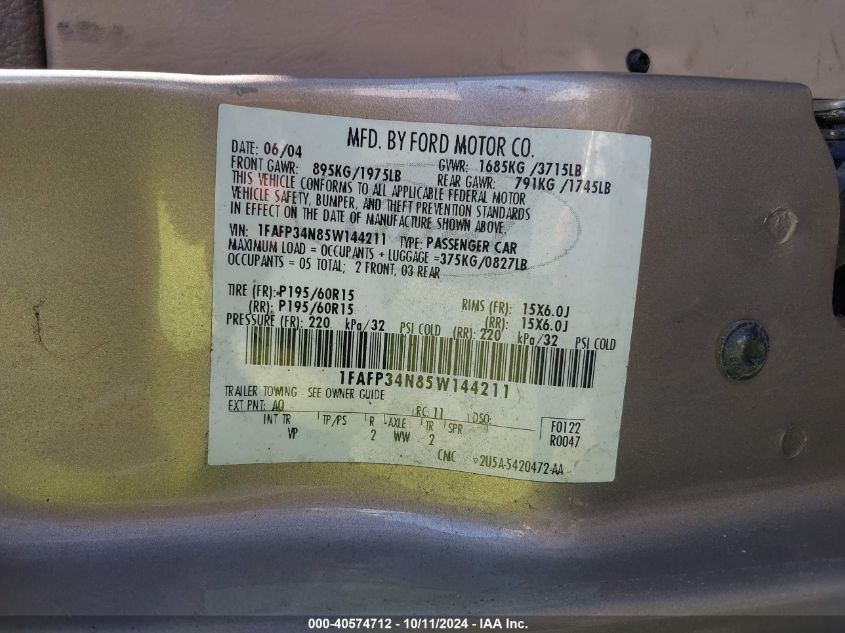 MFD. BY FORD MOTOR CO.
DATE: 06/04 GVWR: 1685KG /3715LB
FRONT GAWR: 895KG/1975LB REAR GAWR: 791KG /1745LB
THIS VEHICLE CONFORMS TO ALL APPLICABLE FEDERAL MOTOR
VEHICLE SAFETY, BUMPER, AND THEFT PREVENTION STANDARDS
IN EFFECT ON THE DATE OF MANUFACTURE SHOWN ABOVE.
VIN: 1FAFP34N85W144211 TYPE: PASSENGER CAR
MAXIMUM LOAD = OCCUPANTS + LUGGAGE =375KG/0827LB
OCCUPANTS = 05 TOTAL; 2 FRONT, 03 REAR
TIRE (FR): P195/60R15 RIMS (FR): 15X6.0J
(RR): P195/60R15 (RR): 15X6.0J
PRESSURE (FR): 220 kPa/32 PSI COLD (RR): 220 kPa/32 PSI COLD
1FAFP34N85W144211
TRAILER TOWING - SEE OWNER GUIDE
EXT PNT: AO RC: 11 DSO: F0122
INT TR TP/PS R AXLE TR SPR R0047
VP 2 WW 2
CNC 2U5A-5420472-AA
000-40574712 - 10/11/2024 - IAA Inc.